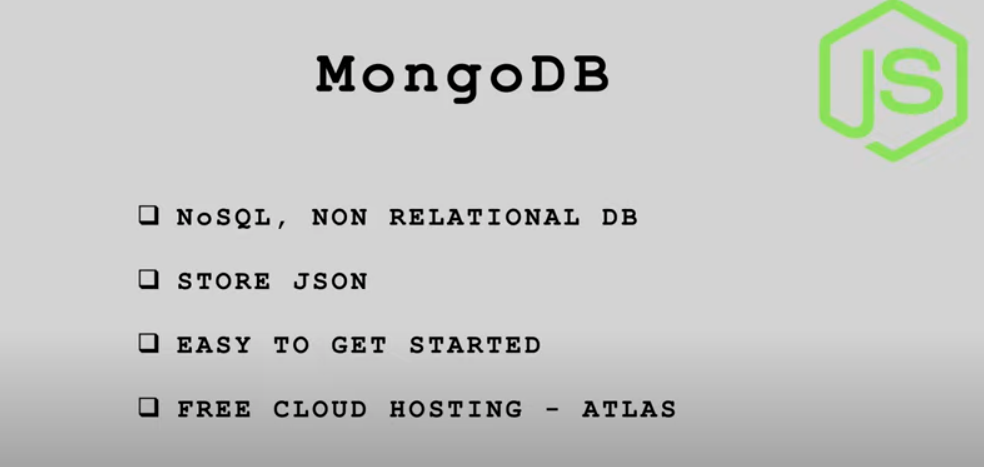 MongoDB
JS
NoSQL, NON RELATIONAL DB
STORE JSON
EASY TO GET STARTED
FREE CLOUD HOSTING - ATLAS